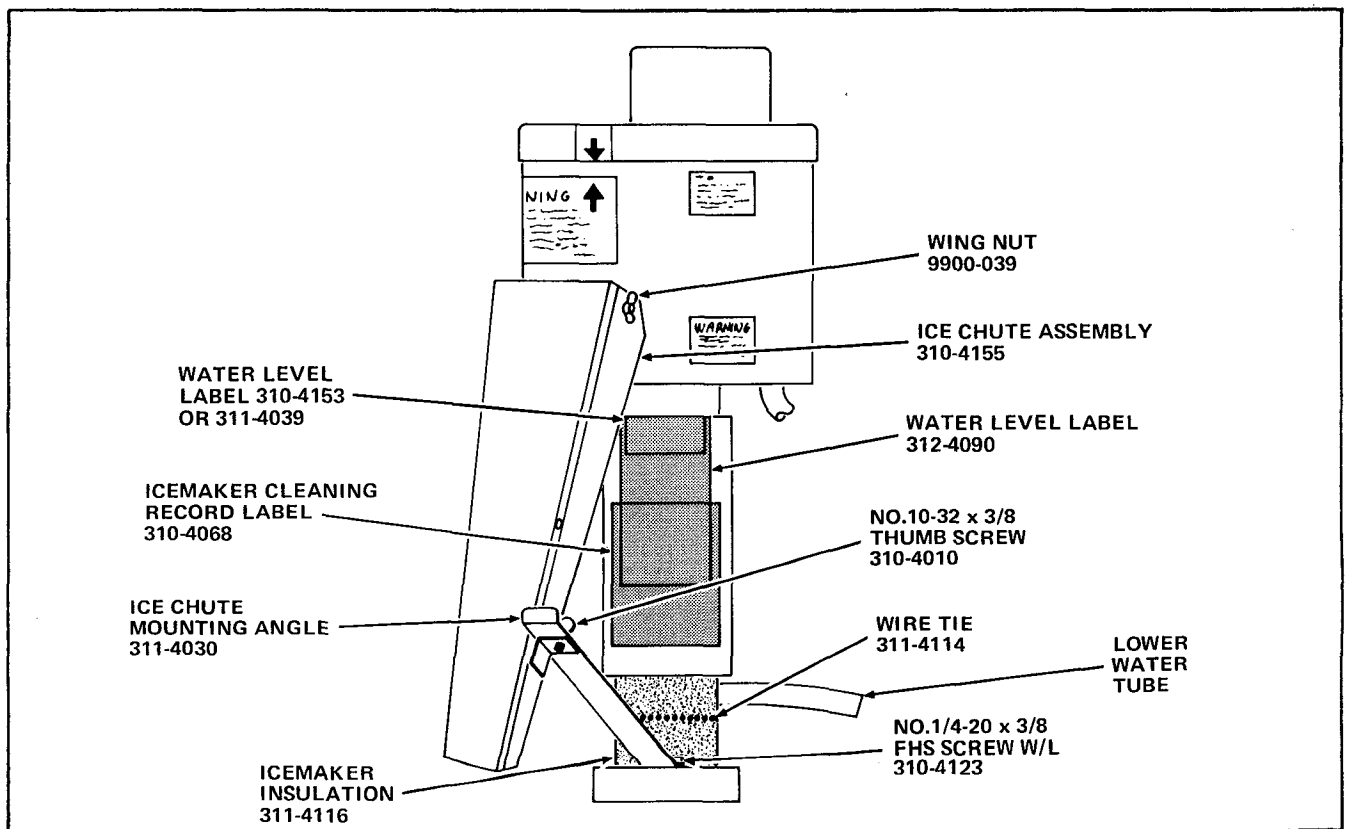 NING
WARNING
WING NUT
9900-039
ICE CHUTE ASSEMBLY
310-4155
WATER LEVEL
LABEL 310-4153
OR 311-4039
WATER LEVEL LABEL
312-4090
ICEMAKER CLEANING
RECORD LABEL
310-4068
NO.10-32 x 3/8
THUMB SCREW
310-4010
ICE CHUTE
MOUNTING ANGLE
311-4030
WIRE TIE
311-4114
LOWER
WATER
TUBE
NO.1/4-20 x 3/8
FHS SCREW W/L
310-4123
ICEMAKER
INSULATION
311-4116